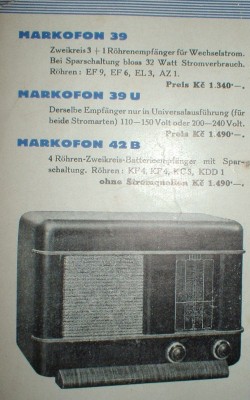 MARKOFON 39
Zweikreis 3 + 1 Röhrenempfänger für Wechselstrom.
Bei Sparschaltung bloss 32 Watt Stromverbrauch.
Röhren: EF 9, EF 6, EL 3, AZ 1.
Preis Kč 1.340·—.
MARKOFON 39 U
Derselbe Empfänger nur in Universalausführung (für
beide Stromarten) 110—150 Volt oder 200—240 Volt.
Preis Kč 1.490·—.
MARKOFON 42 B
4 Röhren-Zweikreis-Batterieempfänger mit Spar-
schaltung. Röhren: KF 4, KF 4, KC 3, KDD 1
ohne Stromquellen Kč 1.490·—.